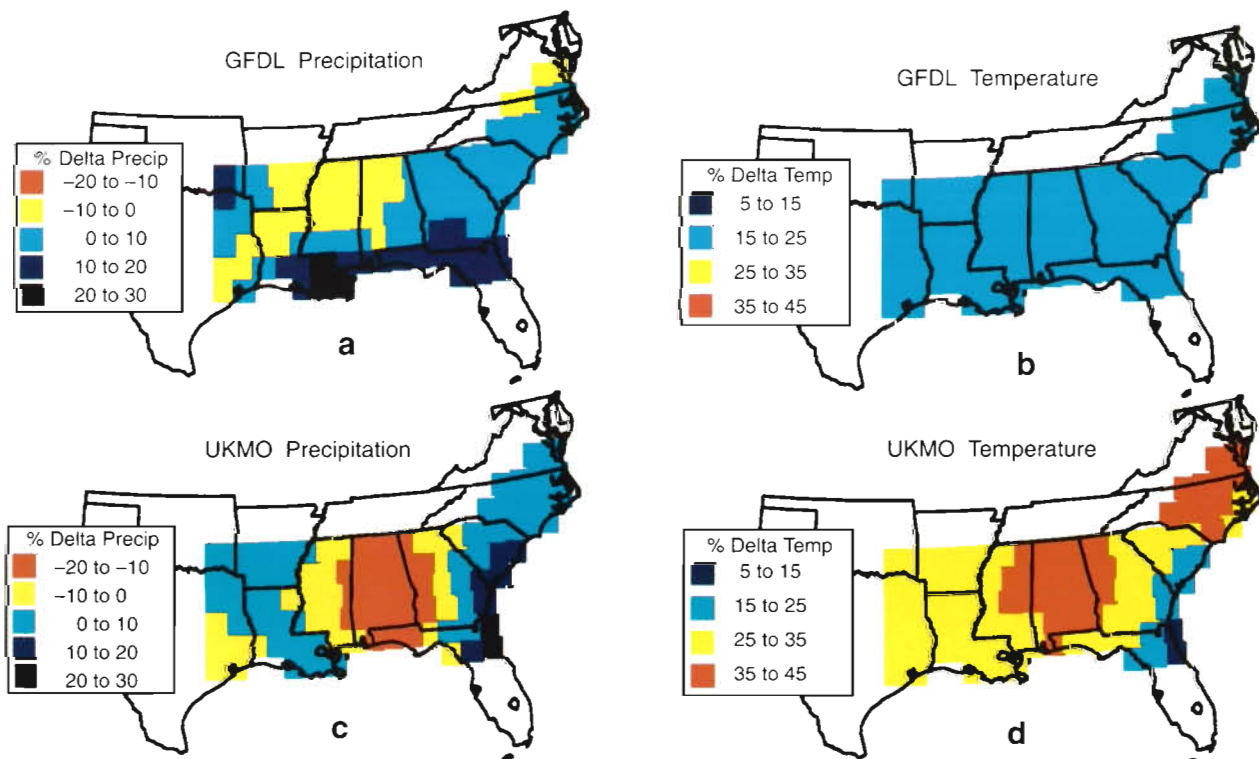 GFDL Precipitation
% Delta Precip
−20 to −10
−10 to 0
0 to 10
10 to 20
20 to 30
a
GFDL Temperature
% Delta Temp
5 to 15
15 to 25
25 to 35
35 to 45
b
UKMO Precipitation
% Delta Precip
−20 to −10
−10 to 0
0 to 10
10 to 20
20 to 30
c
UKMO Temperature
% Delta Temp
5 to 15
15 to 25
25 to 35
35 to 45
d